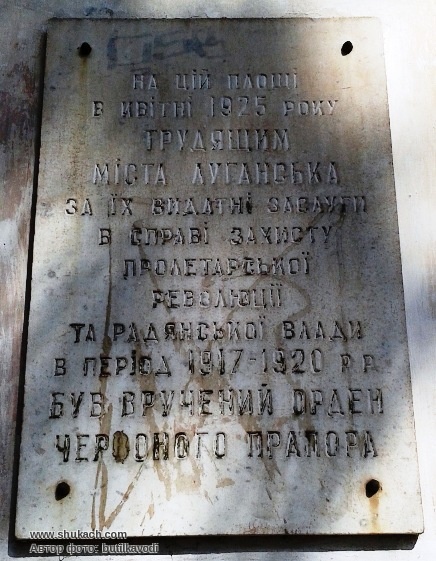 НА ЦІЙ ПЛОЩІ
В КВІТНІ 1925 РОКУ
ТРУДЯЩИМ
МІСТА ЛУГАНСЬКА
ЗА ЇХ ВИДАТНІ ЗАСЛУГИ
В СПРАВІ ЗАХИСТУ
ПРОЛЕТАРСЬКОЇ
РЕВОЛЮЦІЇ
ТА РАДЯНСЬКОЇ ВЛАДИ
В ПЕРІОД 1917-1920 Р.Р.
БУВ ВРУЧЕНИЙ ОРДЕН
ЧЕРВОНОГО ПРАПОРА
www.shukach.com
Автор фото: butilkavodi